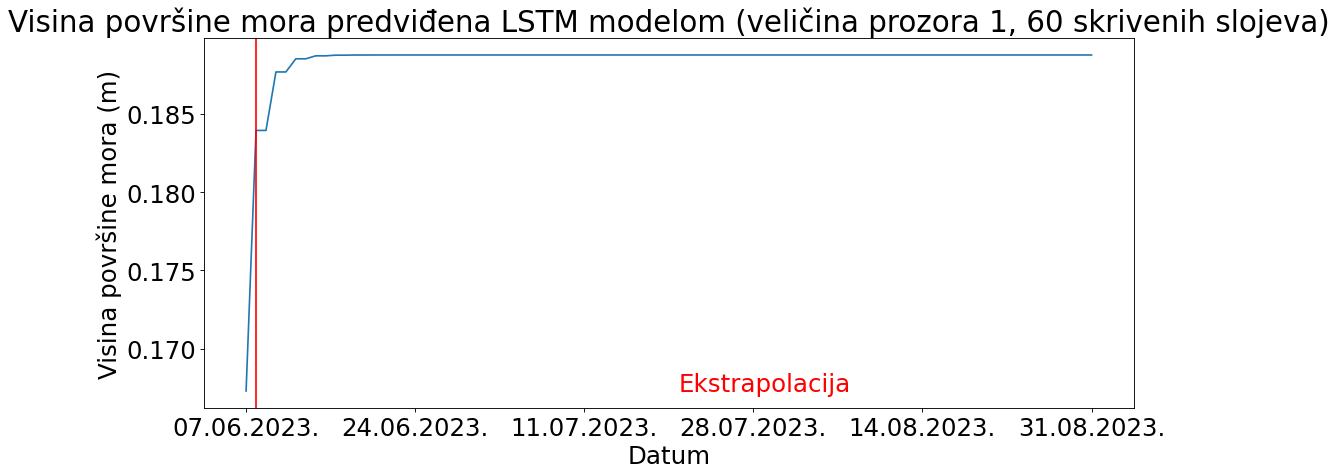 Visina površine mora predviđena LSTM modelom (veličina prozora 1, 60 skrivenih slojeva)
Visina površine mora (m)
0.185
0.180
0.175
0.170
Ekstrapolacija
07.06.2023. 24.06.2023. 11.07.2023. 28.07.2023. 14.08.2023. 31.08.2023.
Datum